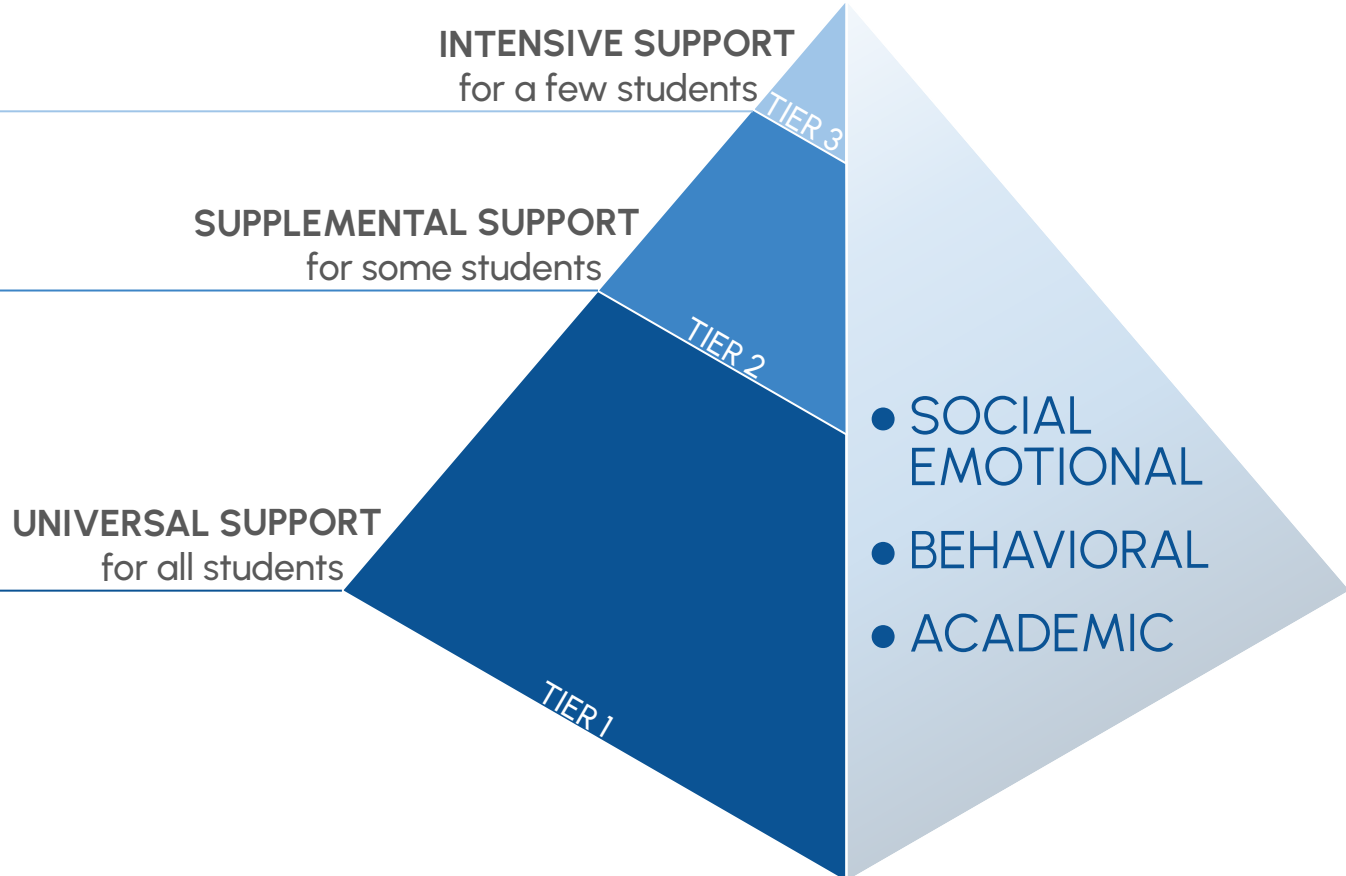 INTENSIVE SUPPORT
for a few students
TIER 3
SUPPLEMENTAL SUPPORT
for some students
TIER 2
UNIVERSAL SUPPORT
for all students
TIER 1
● SOCIAL
EMOTIONAL
● BEHAVIORAL
● ACADEMIC